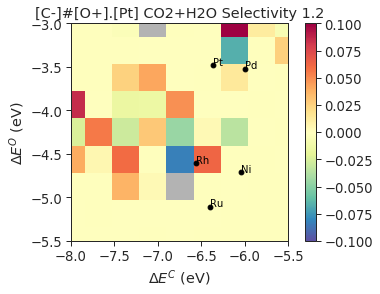 [C-]#[O+].[Pt] CO2+H2O Selectivity 1.2
−3.0
−3.5
−4.0
−4.5
−5.0
−5.5
ΔE^O (eV)
−8.0 −7.5 −7.0 −6.5 −6.0 −5.5
ΔE^C (eV)
Pt
Pd
Rh
Ni
Ru
0.100
0.075
0.050
0.025
0.000
−0.025
−0.050
−0.075
−0.100